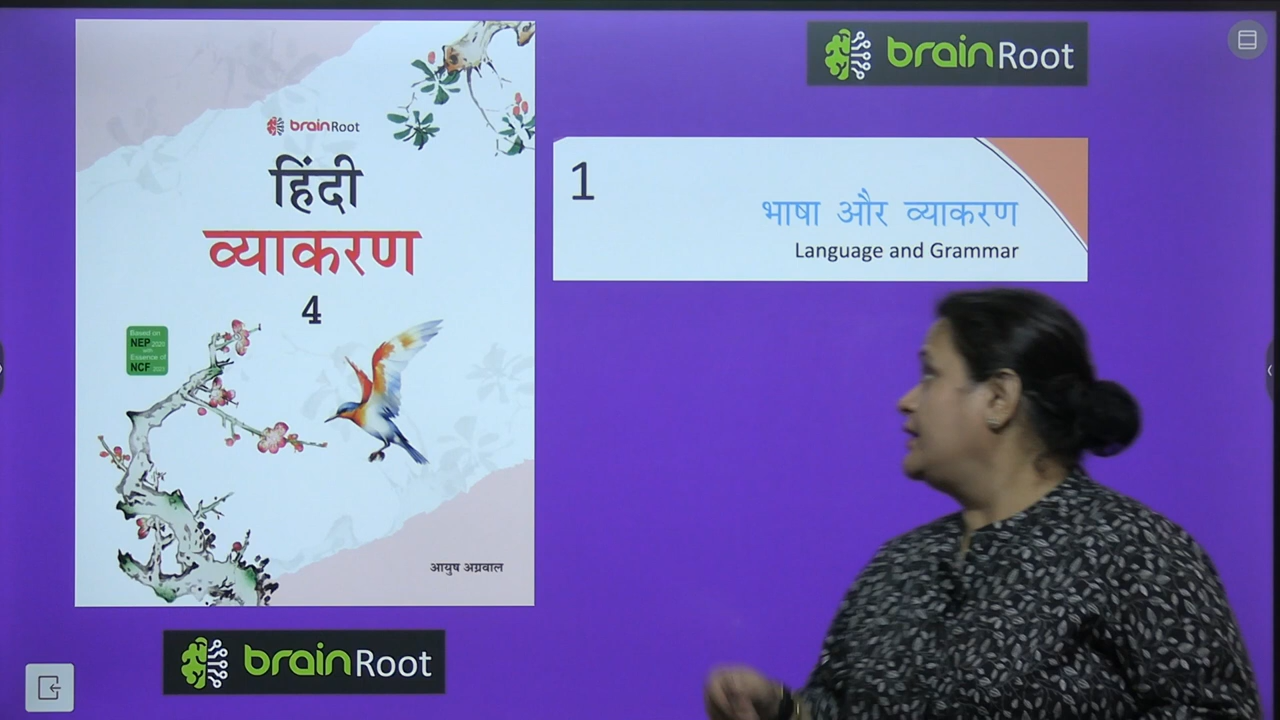 brainRoot
हिंदी
व्याकरण
4
Based on
NEP 2020
with
Essence of
NCF 2023
आयुष अग्रवाल
brainRoot
brainRoot
1
भाषा और व्याकरण
Language and Grammar